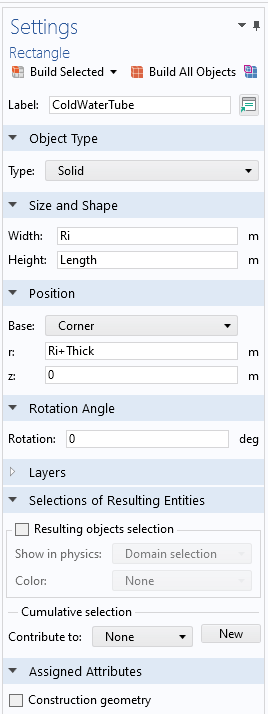 Settings
Rectangle
Build Selected Build All Objects
Label: ColdWaterTube
Object Type
Type: Solid
Size and Shape
Width: Ri m
Height: Length m
Position
Base: Corner
r: Ri+Thick m
z: 0 m
Rotation Angle
Rotation: 0 deg
Layers
Selections of Resulting Entities
Resulting objects selection
Show in physics: Domain selection
Color: None
Cumulative selection
Contribute to: None New
Assigned Attributes
Construction geometry